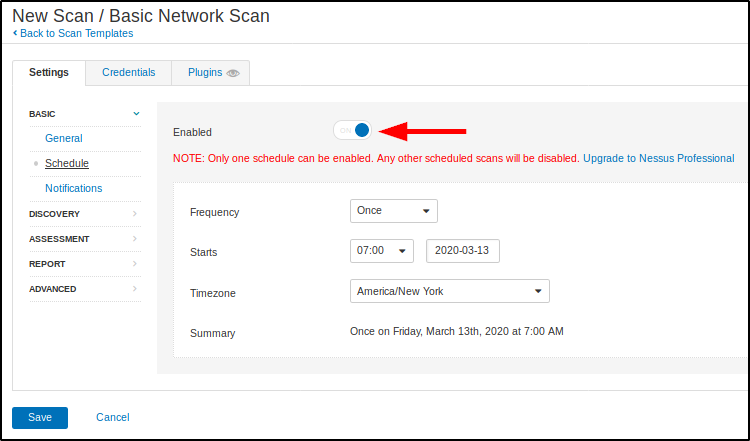 New Scan / Basic Network Scan
Back to Scan Templates
Settings Credentials Plugins
BASIC
General
Schedule
Notifications
DISCOVERY
ASSESSMENT
REPORT
ADVANCED
Enabled ON
NOTE: Only one schedule can be enabled. Any other scheduled scans will be disabled. Upgrade to Nessus Professional
Frequency Once
Starts 07:00 2020-03-13
Timezone America/New York
Summary Once on Friday, March 13th, 2020 at 7:00 AM
Save Cancel